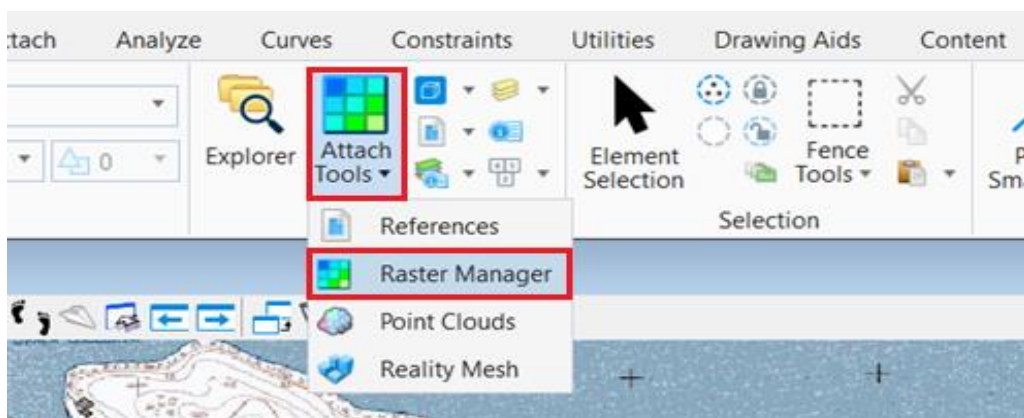 Analyze Curves Constraints Utilities Drawing Aids Content
0
Explorer
Attach
Tools
Element
Selection
Fence
Tools
Selection
References
Raster Manager
Point Clouds
Reality Mesh